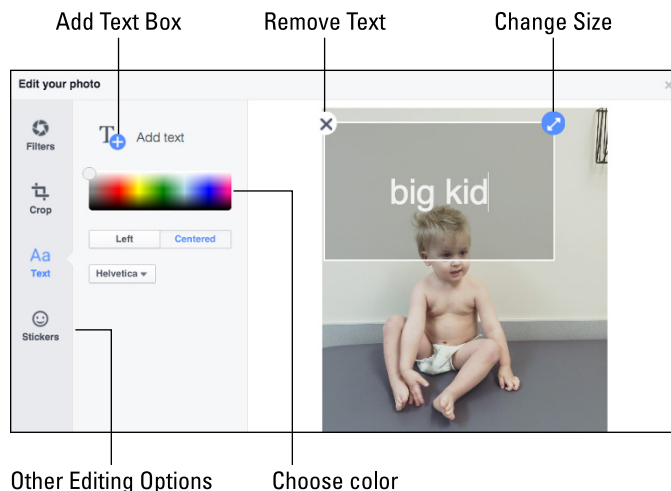 Add Text Box
Remove Text
Change Size
Edit your photo
Filters
Add text
Crop
Left
Centered
Aa
Text
Helvetica
Stickers
big kid
Other Editing Options
Choose color